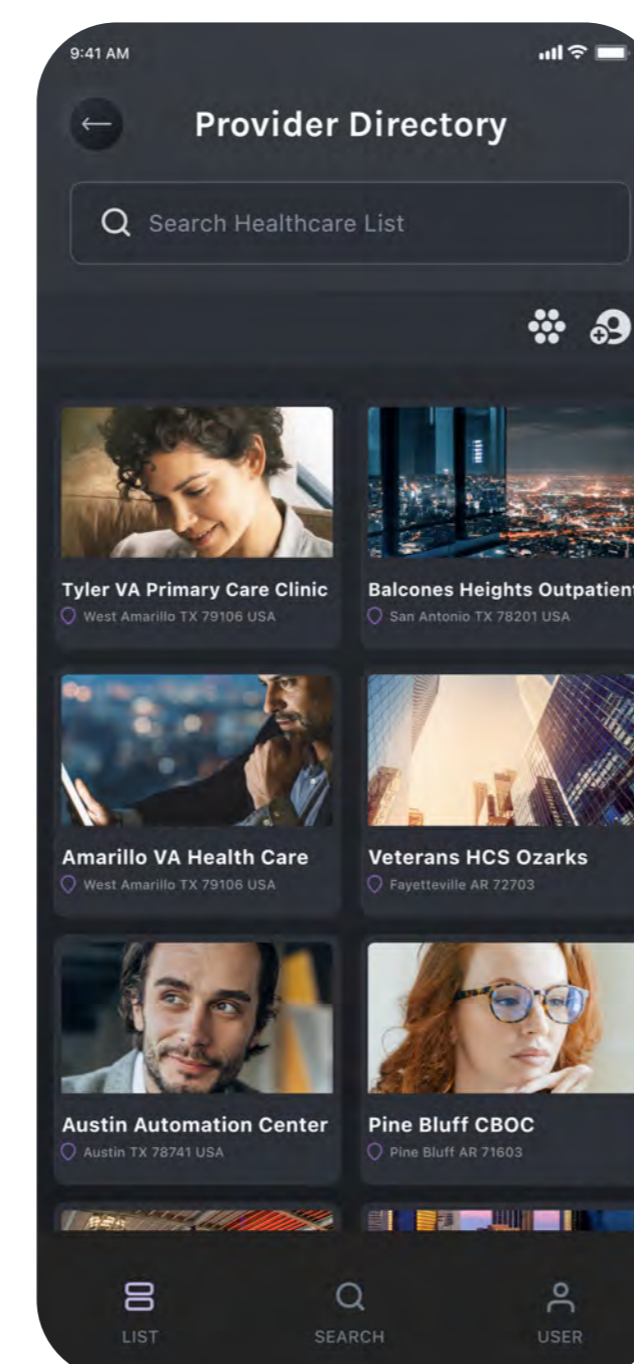 9:41 AM
Provider Directory
Search Healthcare List
Tyler VA Primary Care Clinic
West Amarillo TX 79106 USA
Balcones Heights Outpatient
San Antonio TX 78201 USA
Amarillo VA Health Care
West Amarillo TX 79106 USA
Veterans HCS Ozarks
Fayetteville AR 72703
Austin Automation Center
Austin TX 78741 USA
Pine Bluff CBOC
Pine Bluff AR 71603
LIST
SEARCH
USER